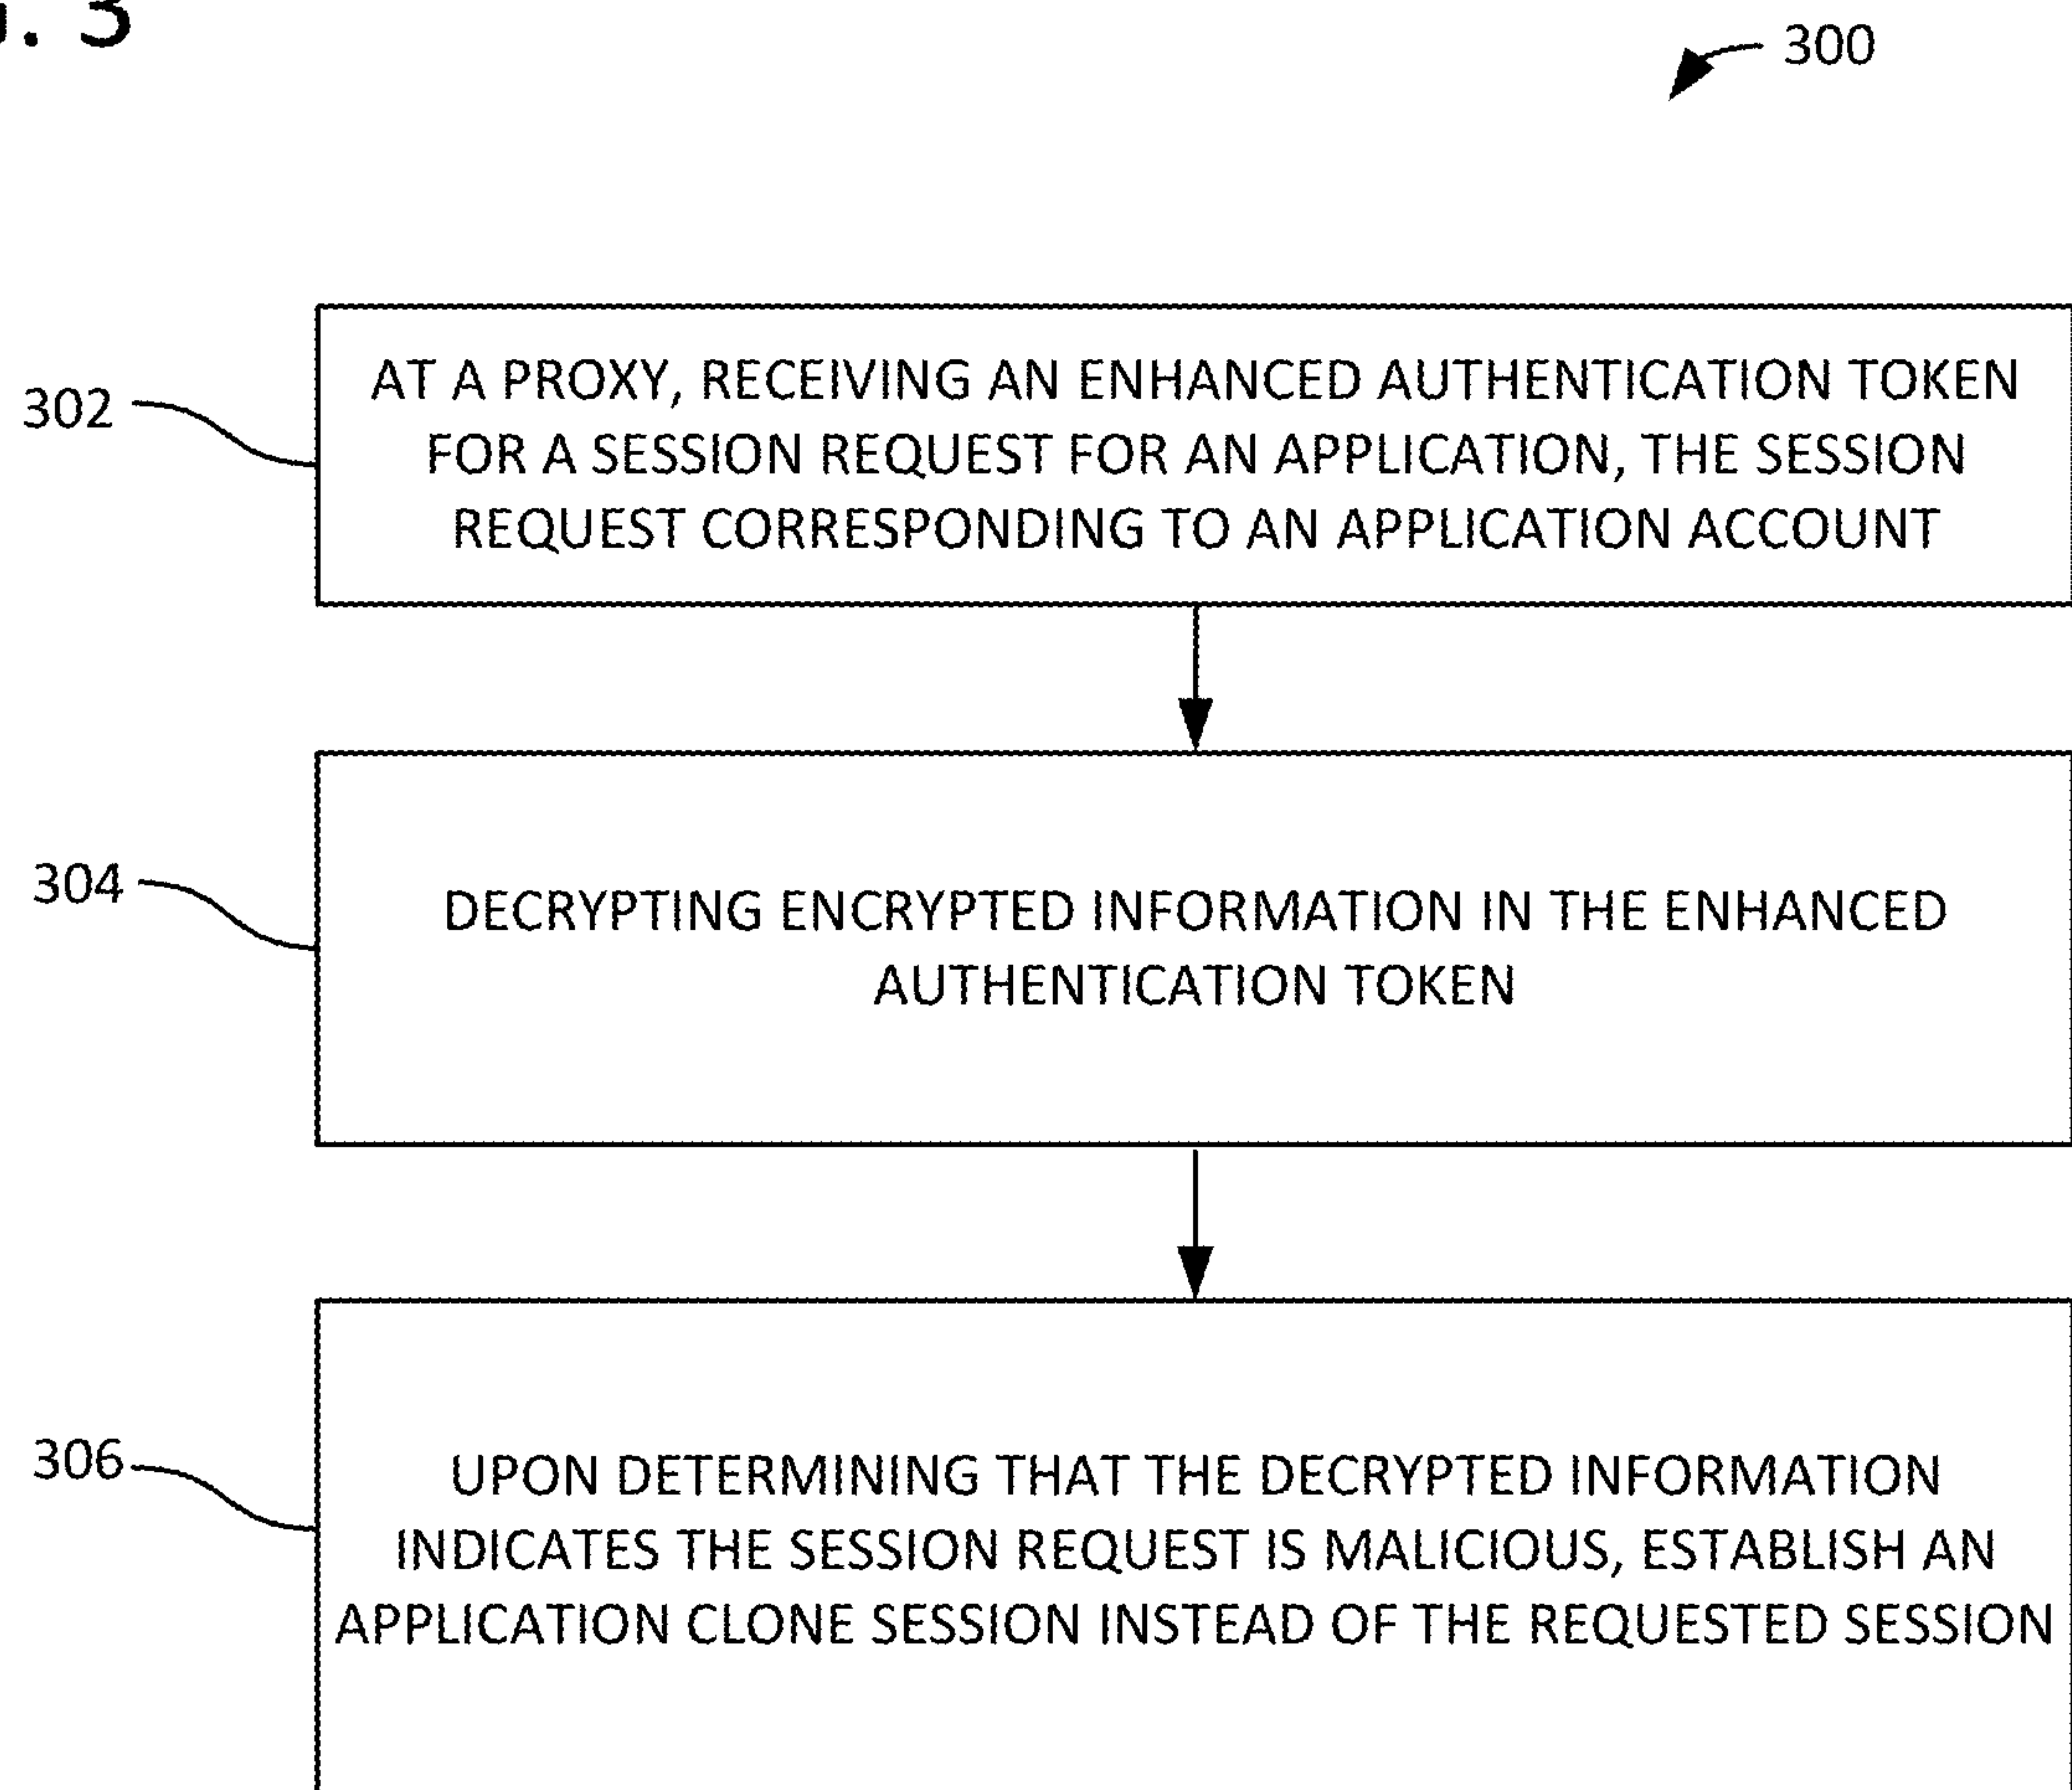 . 3
300
302
AT A PROXY, RECEIVING AN ENHANCED AUTHENTICATION TOKEN
FOR A SESSION REQUEST FOR AN APPLICATION, THE SESSION
REQUEST CORRESPONDING TO AN APPLICATION ACCOUNT
304
DECRYPTING ENCRYPTED INFORMATION IN THE ENHANCED
AUTHENTICATION TOKEN
306
UPON DETERMINING THAT THE DECRYPTED INFORMATION
INDICATES THE SESSION REQUEST IS MALICIOUS, ESTABLISH AN
APPLICATION CLONE SESSION INSTEAD OF THE REQUESTED SESSION